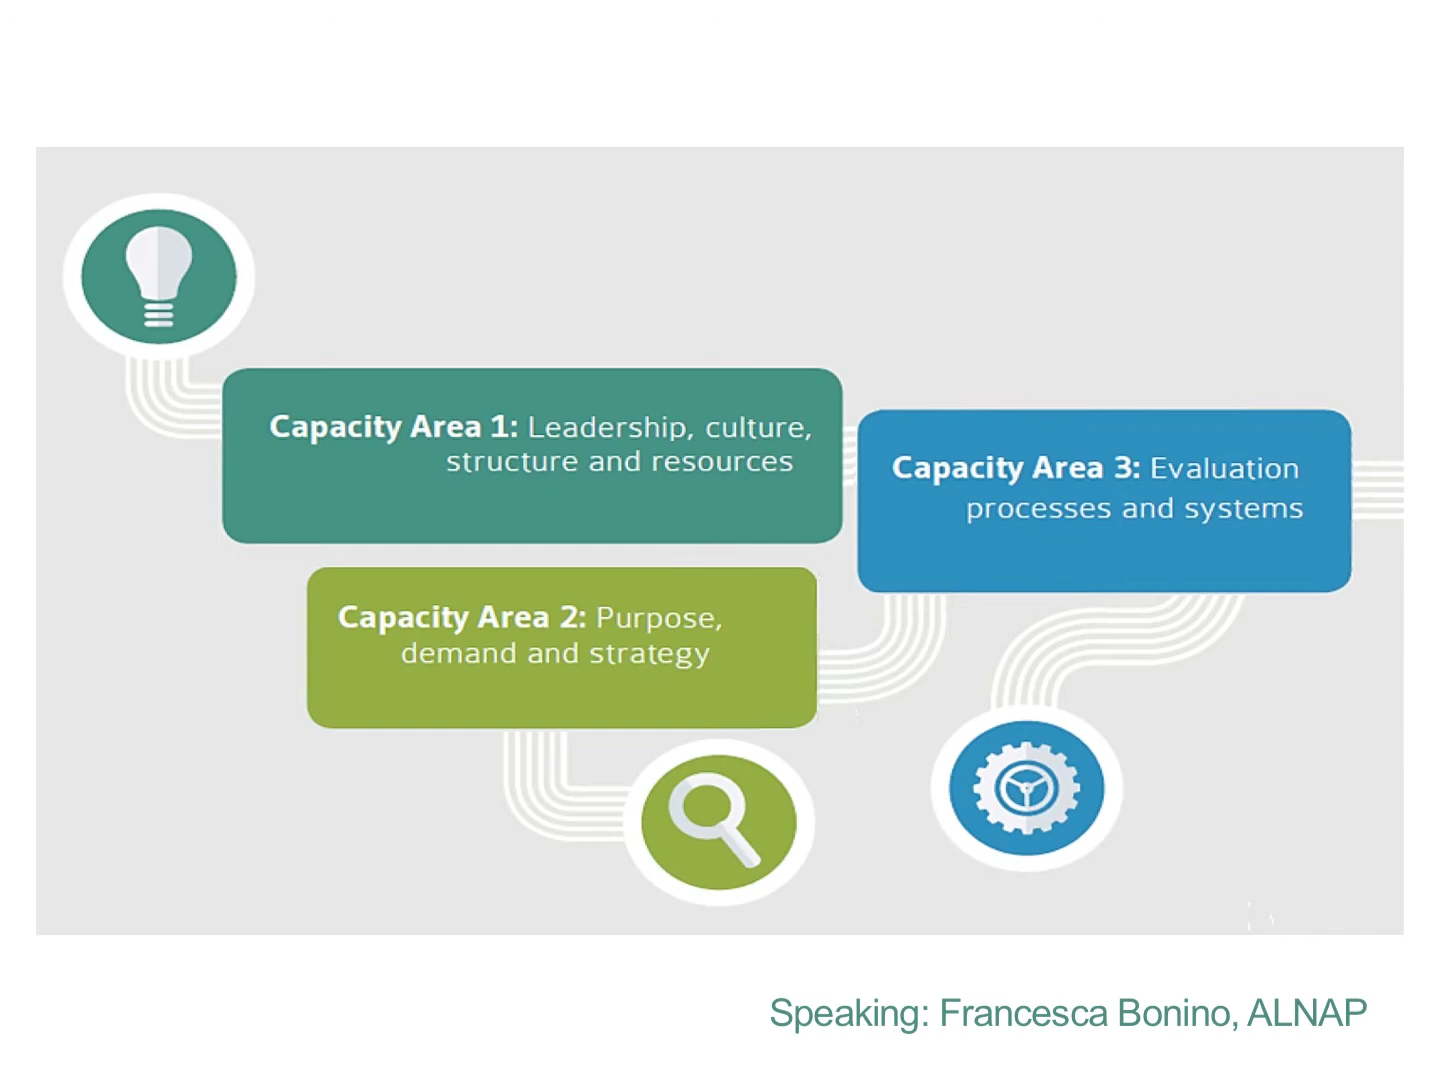 Capacity Area 1: Leadership, culture,
structure and resources
Capacity Area 3: Evaluation
processes and systems
Capacity Area 2: Purpose,
demand and strategy
Speaking: Francesca Bonino, ALNAP